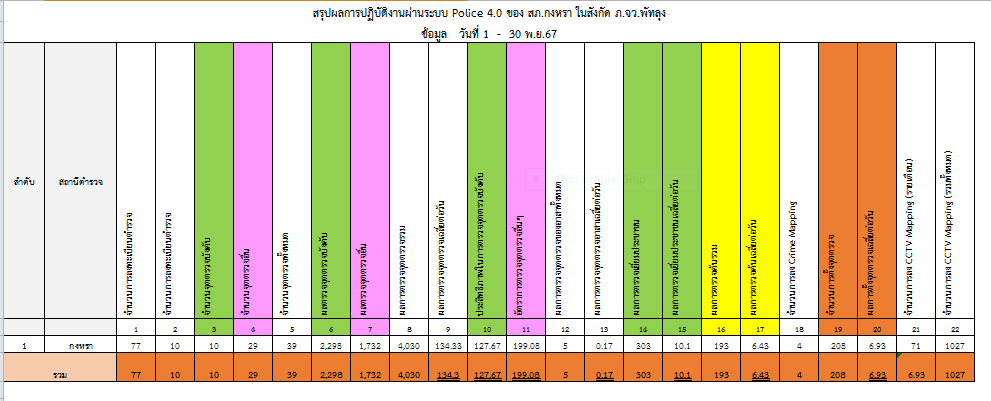 สรุปผลการปฏิบัติงานผ่านระบบ Police 4.0 ของ สภ.กงหรา ในสังกัด ภ.จว.พัทลุง
ข้อมูล วันที่ 1 - 30 พ.ย.67
ลำดับ
สถานีตำรวจ
จำนวนการลงทะเบียนตำรวจ
จำนวนการลงทะเบียนตำรวจ
จำนวนจุดตรวจบังคับ
จำนวนจุดตรวจอื่น
จำนวนจุดตรวจทั้งหมด
ผลตรวจจุดตรวจบังคับ
ผลตรวจจุดตรวจอื่น
ผลการตรวจจุดตรวจรวม
ผลการตรวจจุดตรวจเฉลี่ยต่อวัน
ประสิทธิภาพในการตรวจจุดตรวจบังคับ
อัตราการตรวจจุดตรวจอื่นๆ
ผลการตรวจจุดตรวจของอาสาทั้งหมด
ผลการตรวจจุดตรวจอาสาเฉลี่ยต่อวัน
ผลการตรวจเยี่ยมประชาชน
ผลการตรวจเยี่ยมประชาชนเฉลี่ยต่อวัน
ผลการตรวจค้นรวม
ผลการตรวจค้นเฉลี่ยต่อวัน
จำนวนการลง Crime Mapping
จำนวนการตั้งจุดตรวจ
ผลการตั้งจุดตรวจเฉลี่ยต่อวัน
จำนวนการลง CCTV Mapping (รายเดือน)
จำนวนการลง CCTV Mapping (รวมทั้งหมด)
1 2 3 4 5 6 7 8 9 10 11 12 13 14 15 16 17 18 19 20 21 22
1 กงหรา 77 10 10 29 39 2,298 1,732 4,030 134.33 127.67 199.08 5 0.17 303 10.1 193 6.43 4 208 6.93 71 1027
รวม 77 10 10 29 39 2,298 1,732 4,030 134.3 127.67 199.08 5 0.17 303 10.1 193 6.43 4 208 6.93 6.93 1027